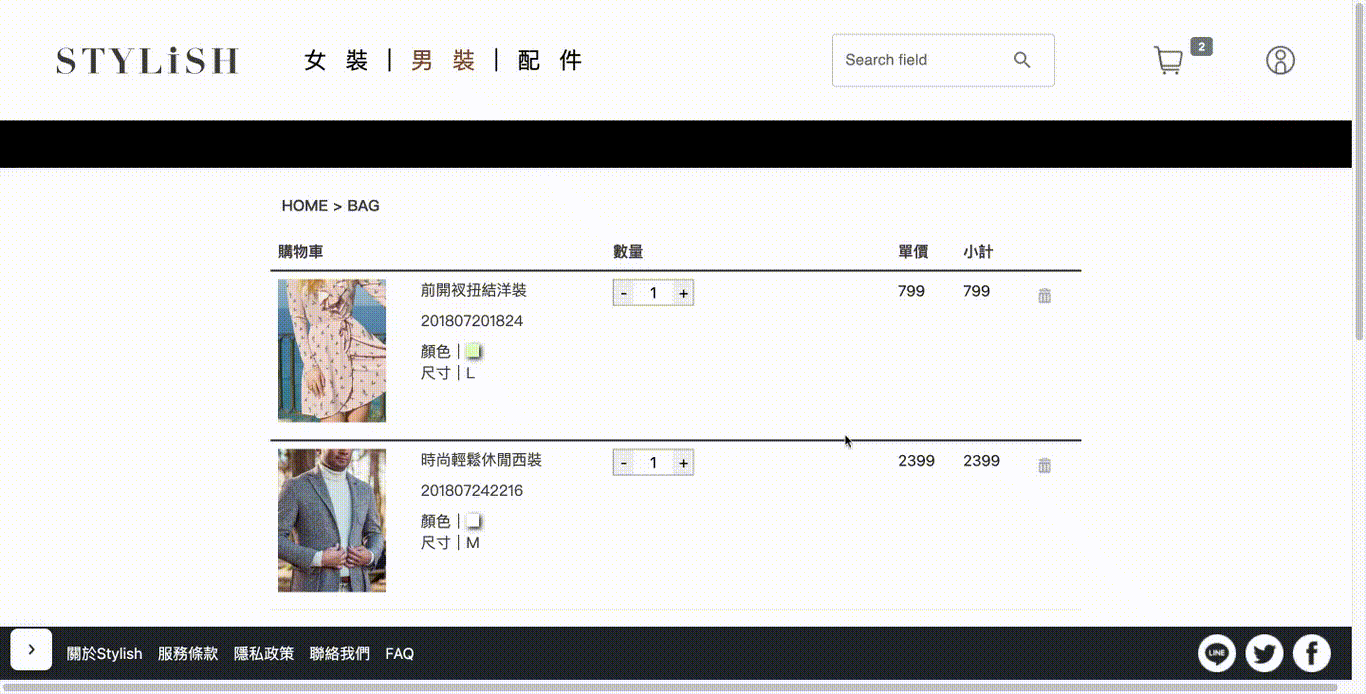 STYLiSH
女 裝 | 男 裝 | 配 件
Search field
2
HOME > BAG
購物車 數量 單價 小計
前開衩扭結洋裝 - 1 + 799 799
201807201824
顏色 |
尺寸 | L
時尚輕鬆休閒西裝 - 1 + 2399 2399
201807242216
顏色 |
尺寸 | M
關於Stylish 服務條款 隱私政策 聯絡我們 FAQ
LINE